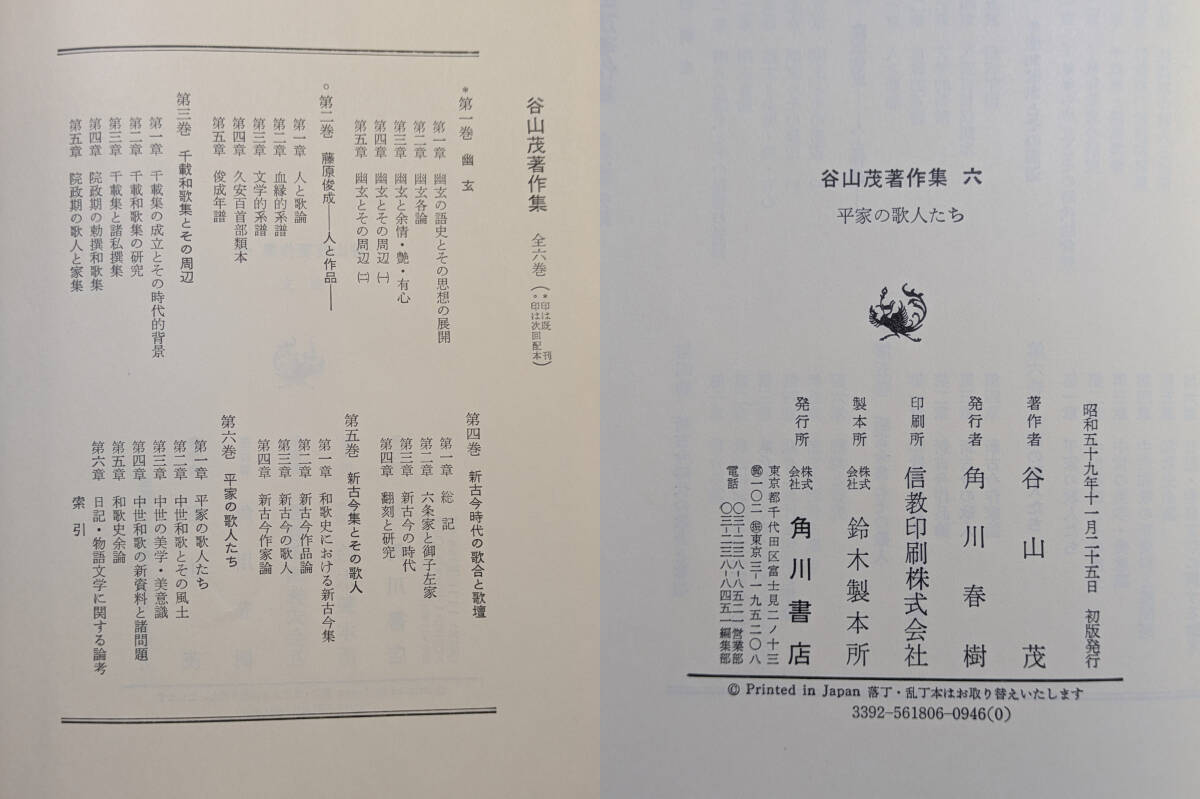 谷山茂著作集 全六巻(*印は既刊 °印は次回配本)
*第一巻 幽玄
第一章 幽玄の語史とその思想の展開
第二章 幽玄各論
第三章 幽玄と余情・艶・有心
第四章 幽玄とその周辺(一)
第五章 幽玄とその周辺(二)
°第二巻 藤原俊成――人と作品――
第一章 人と歌論
第二章 血縁的系譜
第三章 文学的系譜
第四章 久安百首部類本
第五章 俊成年譜
第三巻 千載和歌集とその周辺
第一章 千載集の成立とその時代的背景
第二章 千載和歌集の研究
第三章 千載集と諸私撰集
第四章 院政期の勅撰和歌集
第五章 院政期の歌人と家集
第四巻 新古今時代の歌合と歌壇
第一章 総記
第二章 六条家と御子左家
第三章 新古今の時代
第四章 翻刻と研究
第五巻 新古今集とその歌人
第一章 和歌史における新古今集
第二章 新古今作品論
第三章 新古今の歌人
第四章 新古今作家論
第六巻 平家の歌人たち
第一章 平家の歌人たち
第二章 中世和歌とその風土
第三章 中世の美学・美意識
第四章 中世和歌の新資料と諸問題
第五章 和歌史余論
第六章 日記・物語文学に関する論考
索引
谷山茂著作集 六
平家の歌人たち
昭和五十九年十一月二十五日 初版発行
著作者 谷山茂
発行者 角川春樹
印刷所 信教印刷株式会社
製本所 株式会社 鈴木製本所
発行所 株式会社 角川書店
東京都千代田区富士見二ノ十三
㊞一〇二 東京三―一九五二〇八
電話 〇三―二三八―八五二一営業部
〇三―二三八―八四五一編集部
© Printed in Japan 落丁・乱丁本はお取り替えいたします
3392-561806-0946(0)